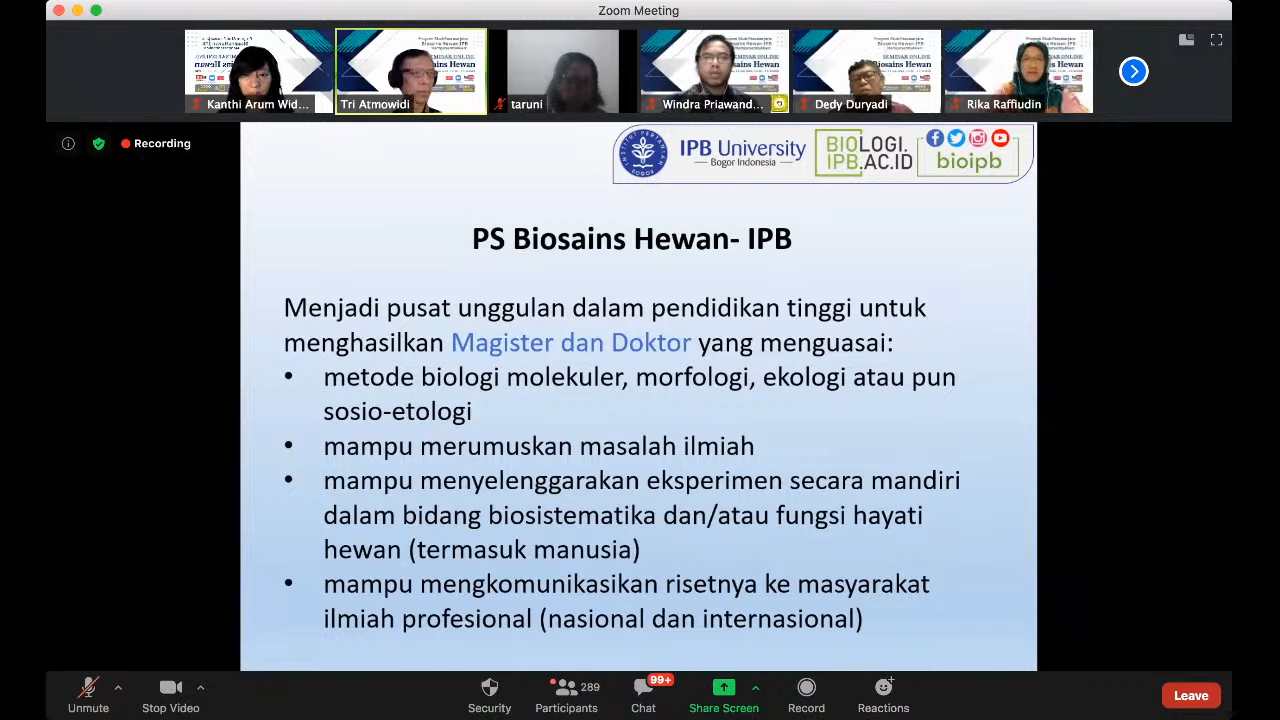 Zoom Meeting
Kanthi Arum Wid...
Tri Atmowidi
taruni
Windra Priawand...
Dedy Duryadi
Rika Raffiudin
Recording
IPB University
Bogor Indonesia
BIOLOGI.
IPB.AC.ID
bioipb
PS Biosains Hewan- IPB
Menjadi pusat unggulan dalam pendidikan tinggi untuk
menghasilkan Magister dan Doktor yang menguasai:
• metode biologi molekuler, morfologi, ekologi atau pun
sosio-etologi
• mampu merumuskan masalah ilmiah
• mampu menyelenggarakan eksperimen secara mandiri
dalam bidang biosistematika dan/atau fungsi hayati
hewan (termasuk manusia)
• mampu mengkomunikasikan risetnya ke masyarakat
ilmiah profesional (nasional dan internasional)
Unmute
Stop Video
Security
289
Participants
99+
Chat
Share Screen
Record
Reactions
Leave